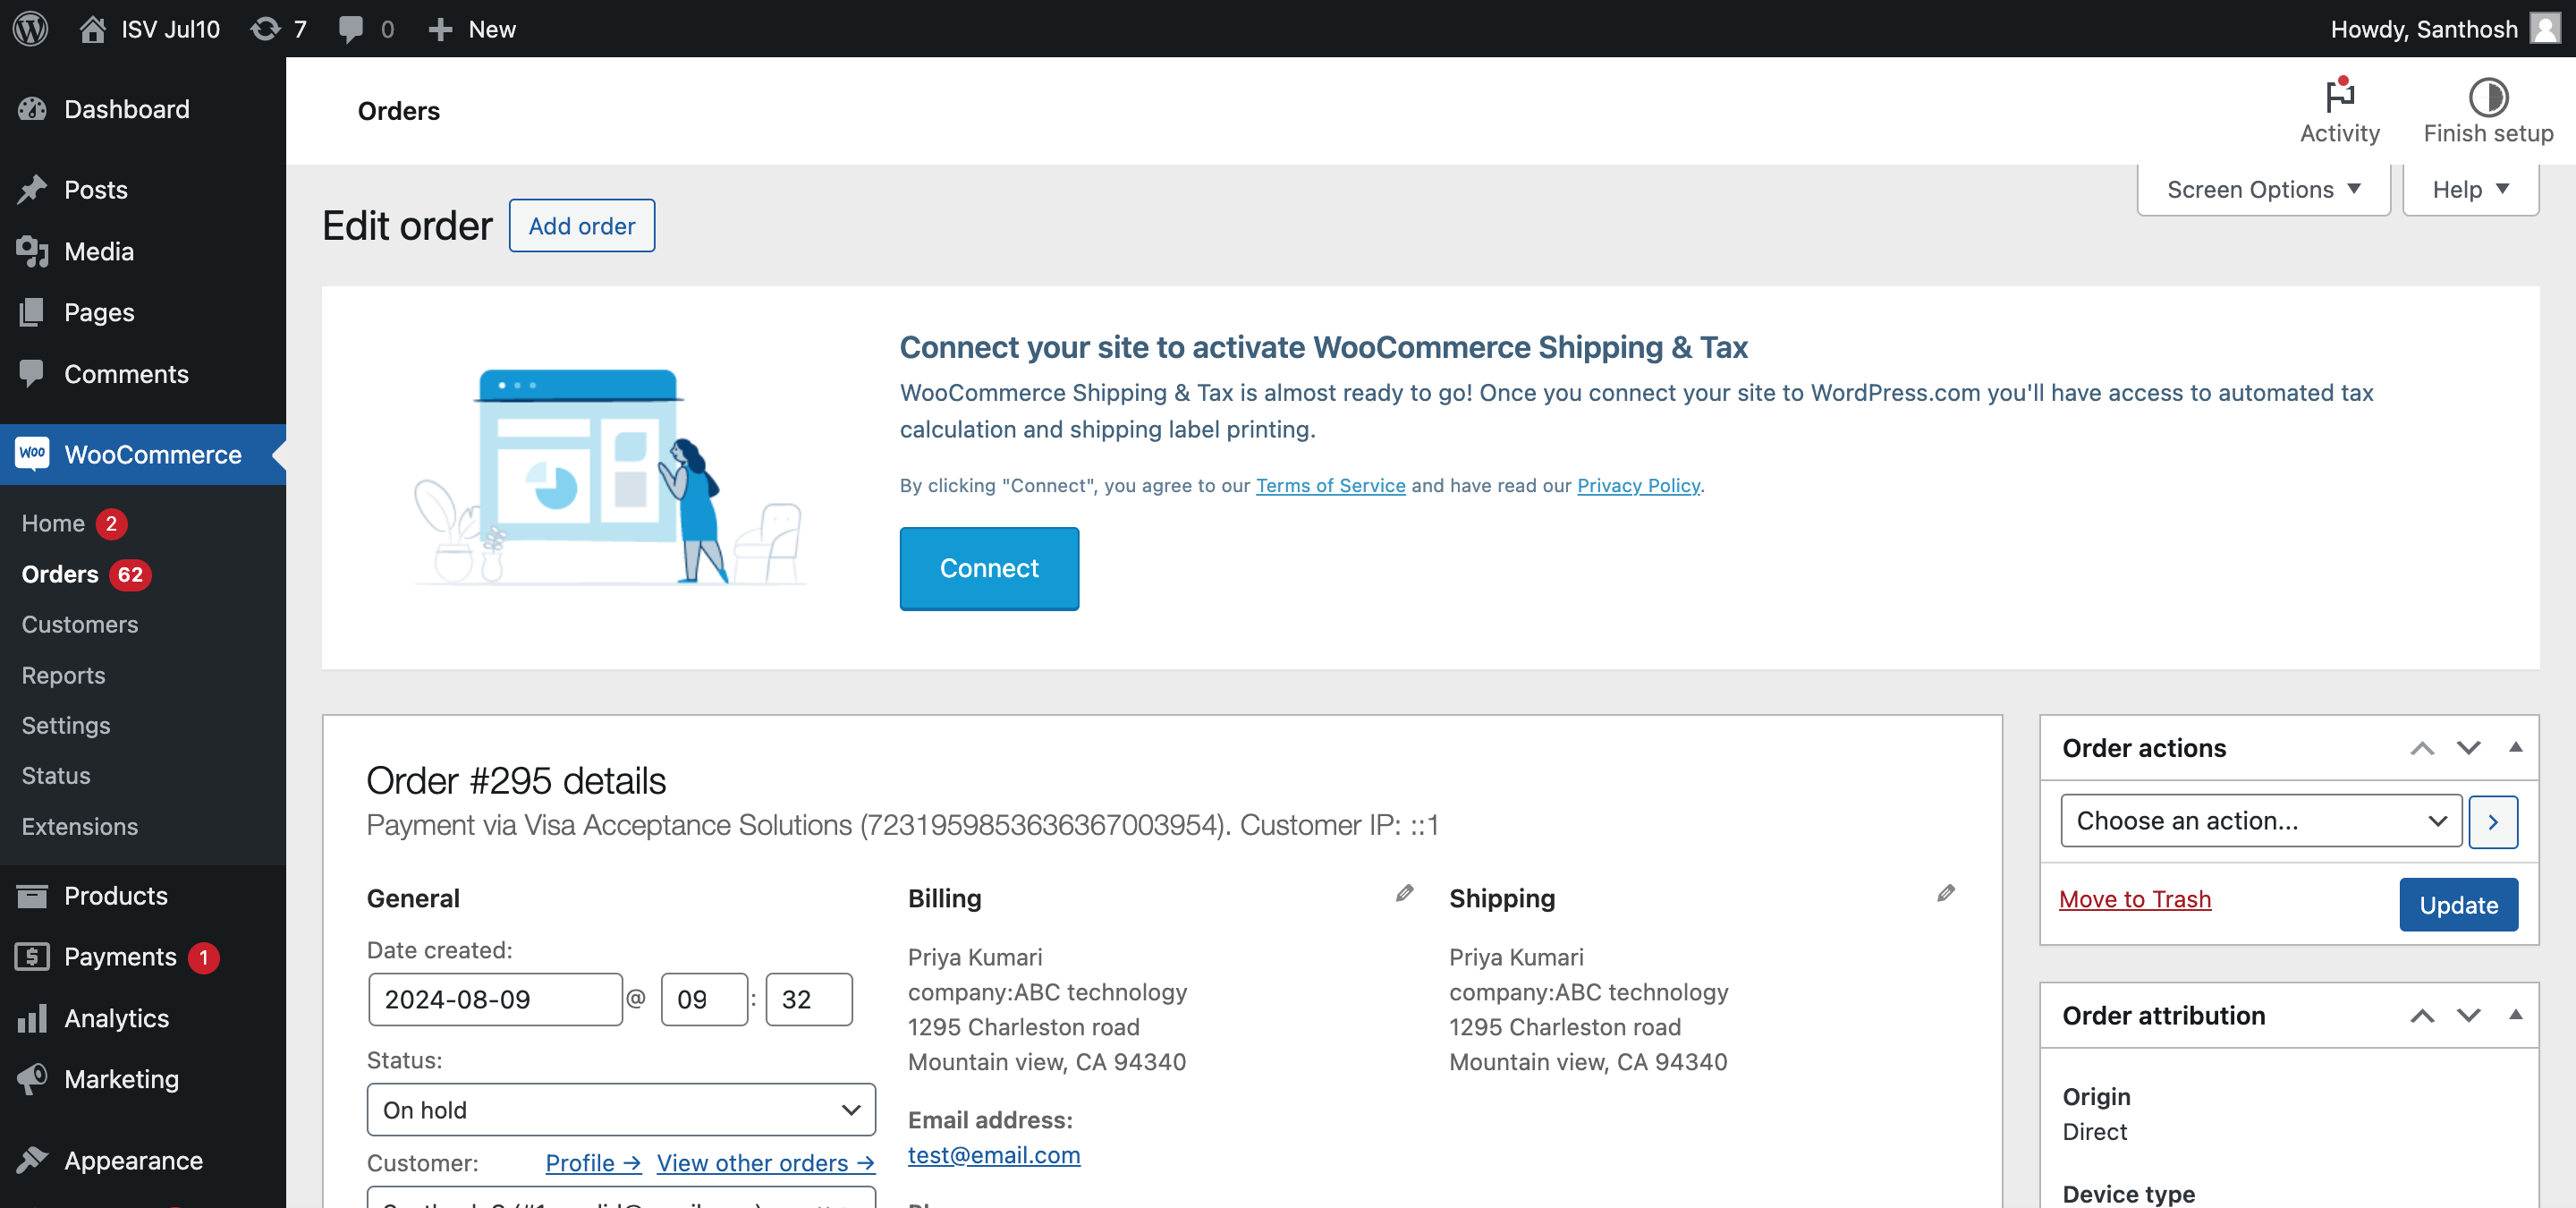 ISV Jul10
7
0
New
Howdy, Santhosh
Dashboard
Posts
Media
Pages
Comments
Woo
WooCommerce
Home 2
Orders 62
Customers
Reports
Settings
Status
Extensions
Products
Payments 1
Analytics
Marketing
Appearance
Orders
Activity
Finish setup
Screen Options
Help
Edit order
Add order
Connect your site to activate WooCommerce Shipping & Tax
WooCommerce Shipping & Tax is almost ready to go! Once you connect your site to WordPress.com you'll have access to automated tax
calculation and shipping label printing.
By clicking "Connect", you agree to our Terms of Service and have read our Privacy Policy.
Connect
Order #295 details
Payment via Visa Acceptance Solutions (7231959853636367003954). Customer IP: ::1
General
Date created:
2024-08-09 @ 09 : 32
Status:
On hold
Customer: Profile → View other orders →
Billing
Priya Kumari
company:ABC technology
1295 Charleston road
Mountain view, CA 94340
Email address:
test@email.com
Shipping
Priya Kumari
company:ABC technology
1295 Charleston road
Mountain view, CA 94340
Order actions
Choose an action...
Move to Trash
Update
Order attribution
Origin
Direct
Device type